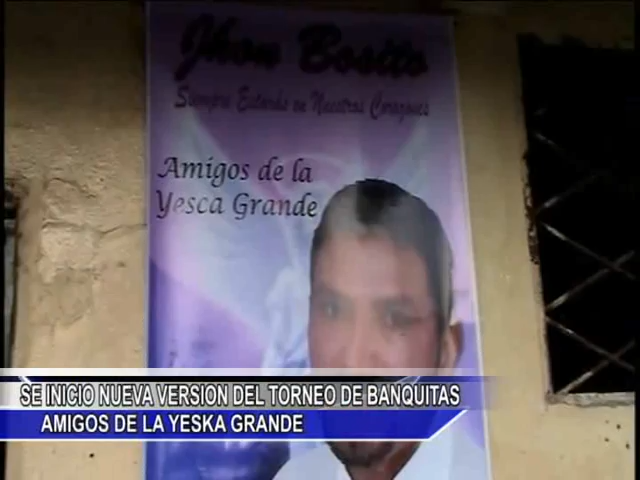 Jhon Bosito
Siempre Estarás en Nuestros Corazones
Amigos de la
Yesca Grande
SE INICIO NUEVA VERSION DEL TORNEO DE BANQUITAS
AMIGOS DE LA YESKA GRANDE